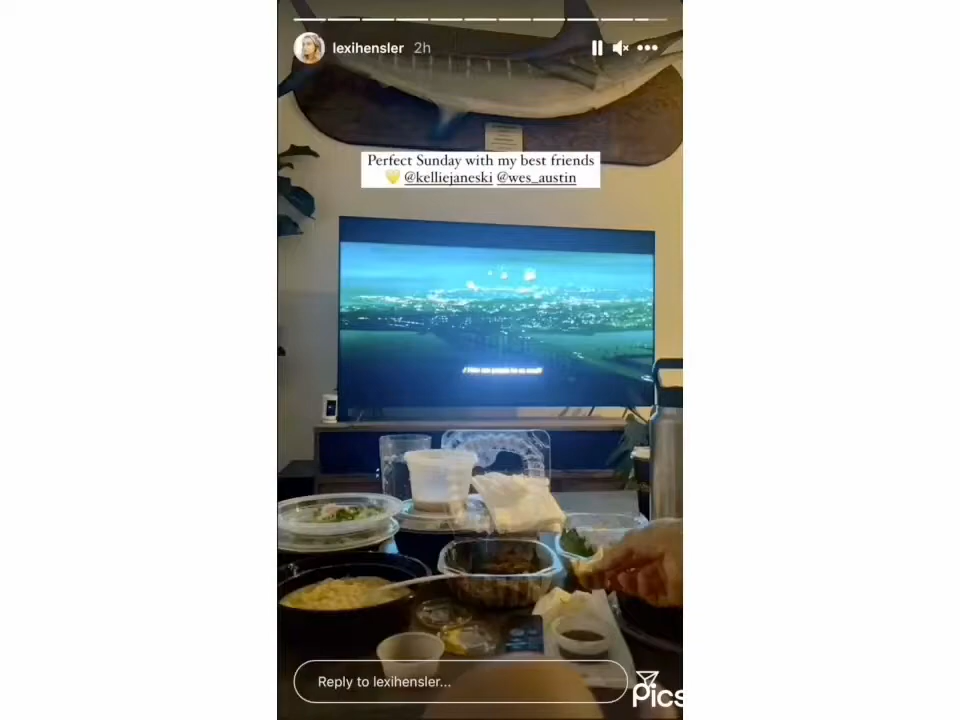 lexihensler 2h
Perfect Sunday with my best friends
💛 @kelliejaneski @wes_austin
Reply to lexihensler...
Pics